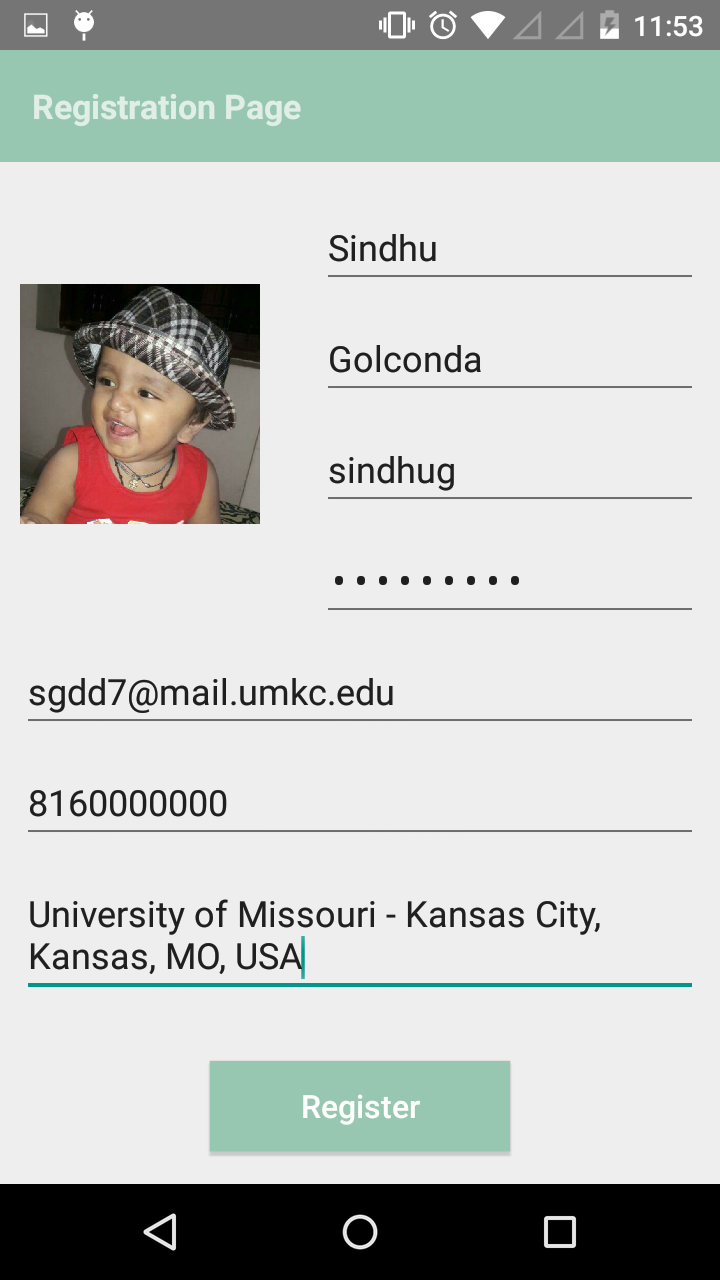 11:53
Registration Page
Sindhu
Golconda
sindhug
•••••••••
sgdd7@mail.umkc.edu
8160000000
University of Missouri - Kansas City,
Kansas, MO, USA
Register